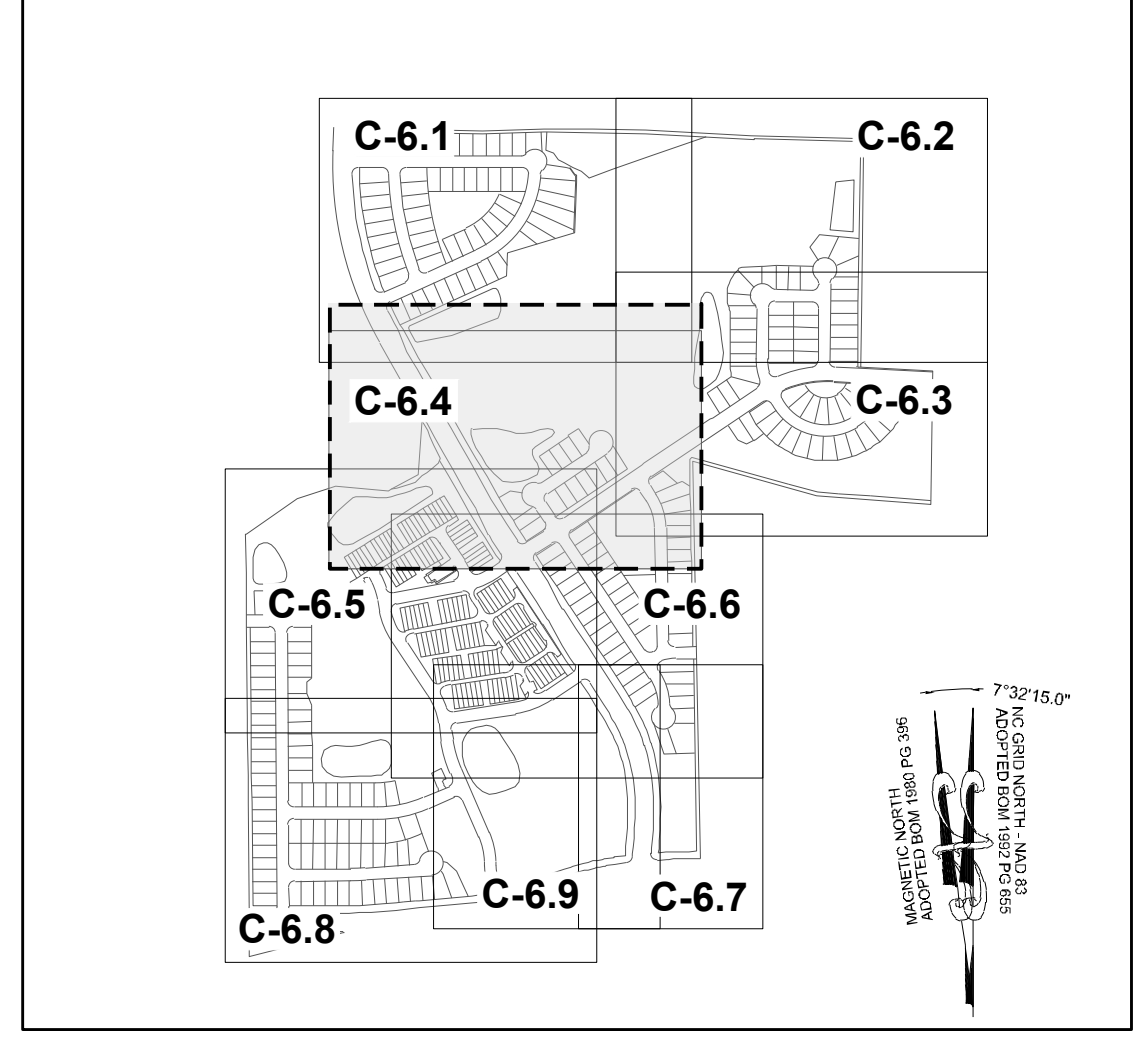 C-6.1
C-6.2
C-6.4
C-6.3
C-6.5
C-6.6
C-6.9
C-6.7
C-6.8
7°32'15.0"
MAGNETIC NORTH
ADOPTED BOM 1980 PG 396
NC GRID NORTH - NAD 83
ADOPTED BOM 1992 PG 655